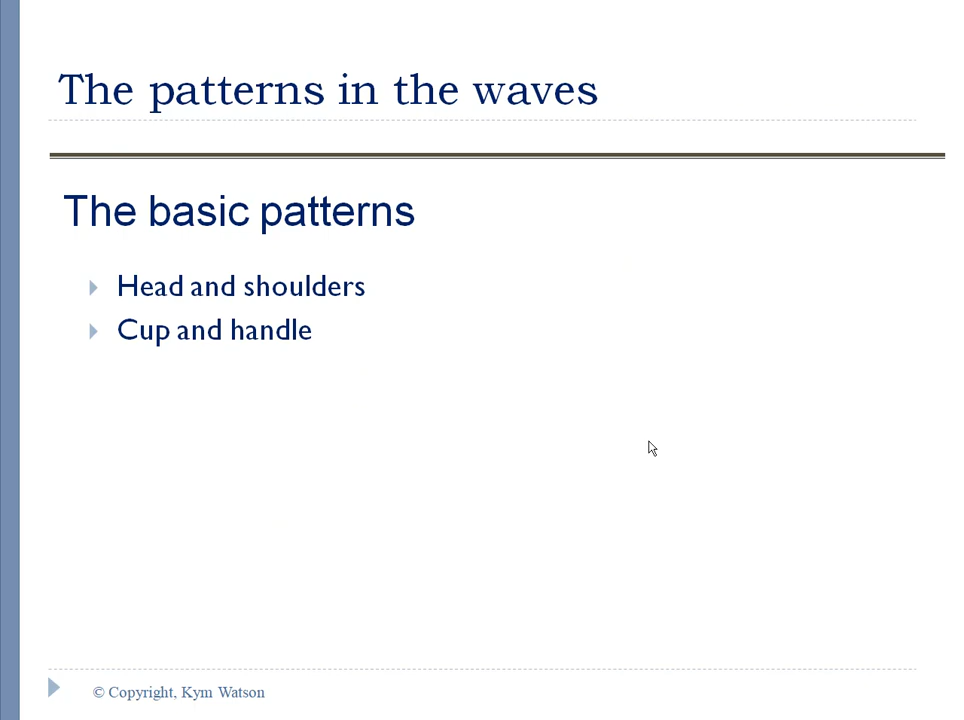 The patterns in the waves
The basic patterns
Head and shoulders
Cup and handle
© Copyright, Kym Watson